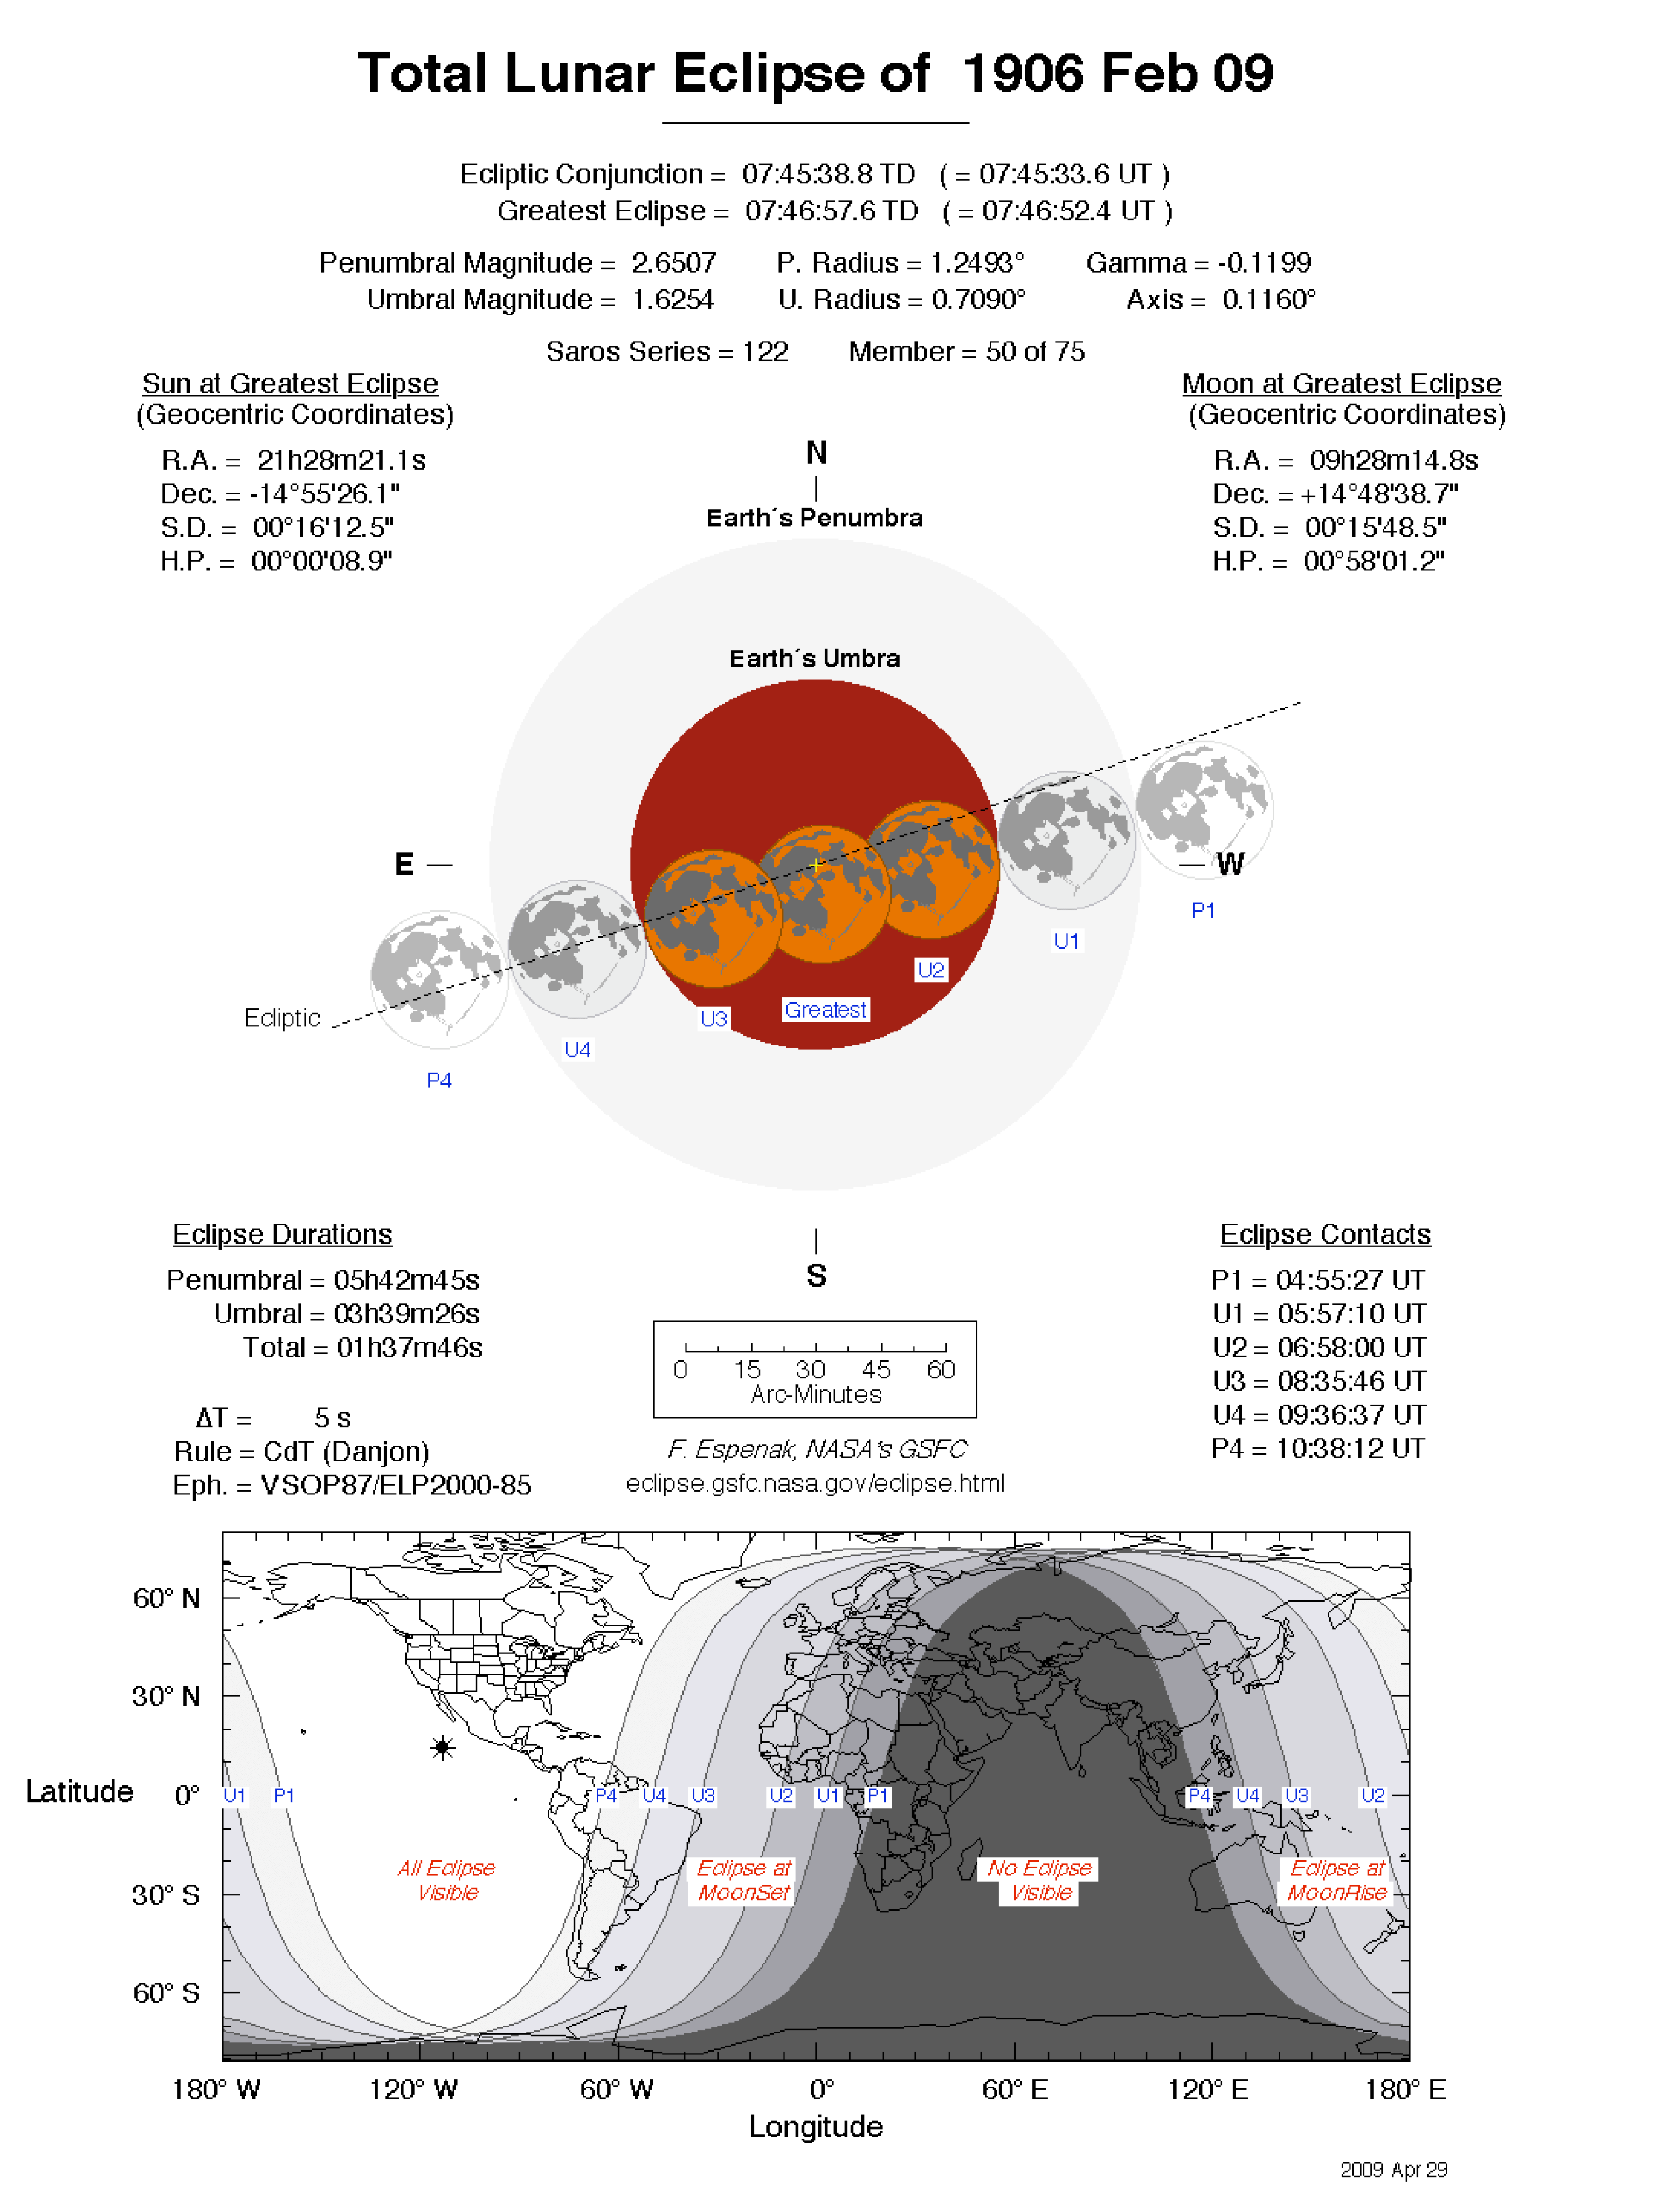 Total Lunar Eclipse of 1906 Feb 09
Ecliptic Conjunction = 07:45:38.8 TD ( = 07:45:33.6 UT )
Greatest Eclipse = 07:46:57.6 TD ( = 07:46:52.4 UT )
Penumbral Magnitude = 2.6507 P. Radius = 1.2493° Gamma = -0.1199
Umbral Magnitude = 1.6254 U. Radius = 0.7090° Axis = 0.1160°
Saros Series = 122 Member = 50 of 75
Sun at Greatest Eclipse
(Geocentric Coordinates)
R.A. = 21h28m21.1s
Dec. = -14°55'26.1"
S.D. = 00°16'12.5"
H.P. = 00°00'08.9"
Moon at Greatest Eclipse
(Geocentric Coordinates)
R.A. = 09h28m14.8s
Dec. = +14°48'38.7"
S.D. = 00°15'48.5"
H.P. = 00°58'01.2"
N
Earth´s Penumbra
Earth´s Umbra
E
W
P1
U1
U2
Greatest
U3
U4
P4
Ecliptic
S
Eclipse Durations
Penumbral = 05h42m45s
Umbral = 03h39m26s
Total = 01h37m46s
ΔT = 5 s
Rule = CdT (Danjon)
Eph. = VSOP87/ELP2000-85
0 15 30 45 60
Arc-Minutes
F. Espenak, NASA's GSFC
eclipse.gsfc.nasa.gov/eclipse.html
Eclipse Contacts
P1 = 04:55:27 UT
U1 = 05:57:10 UT
U2 = 06:58:00 UT
U3 = 08:35:46 UT
U4 = 09:36:37 UT
P4 = 10:38:12 UT
60° N
30° N
Latitude 0°
30° S
60° S
U1 P1 P4 U4 U3 U2 U1 P1 P4 U4 U3 U2
All Eclipse
Visible
Eclipse at
MoonSet
No Eclipse
Visible
Eclipse at
MoonRise
180° W 120° W 60° W 0° 60° E 120° E 180° E
Longitude
2009 Apr 29